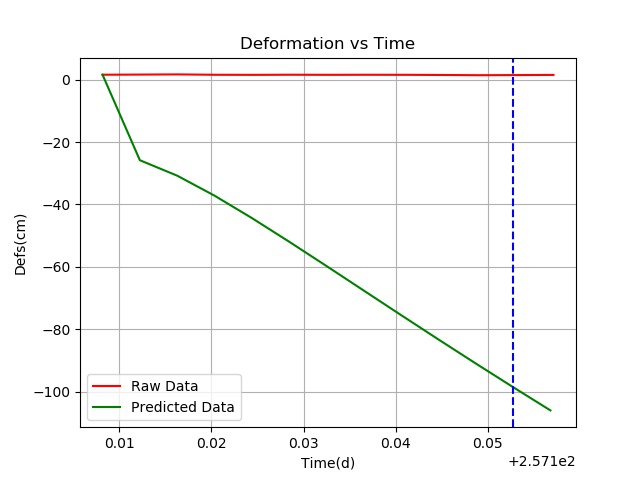 Deformation vs Time
Defs(cm)
0
−20
−40
−60
−80
−100
Raw Data
Predicted Data
0.01 0.02 0.03 0.04 0.05
Time(d)
+2.571e2